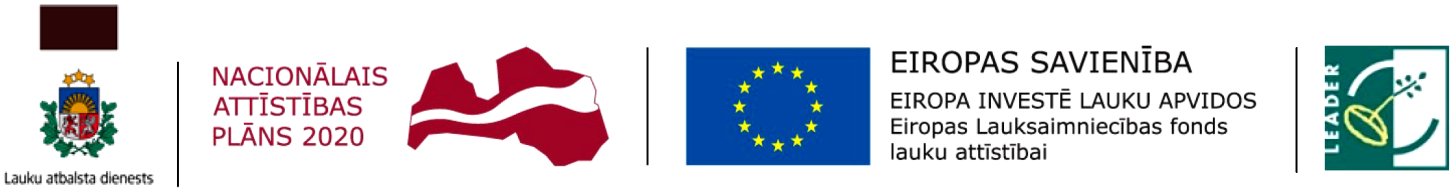 Lauku atbalsta dienests
NACIONĀLAIS
ATTĪSTĪBAS
PLĀNS 2020
EIROPAS SAVIENĪBA
EIROPA INVESTĒ LAUKU APVIDOS
Eiropas Lauksaimniecības fonds
lauku attīstībai
LEADER